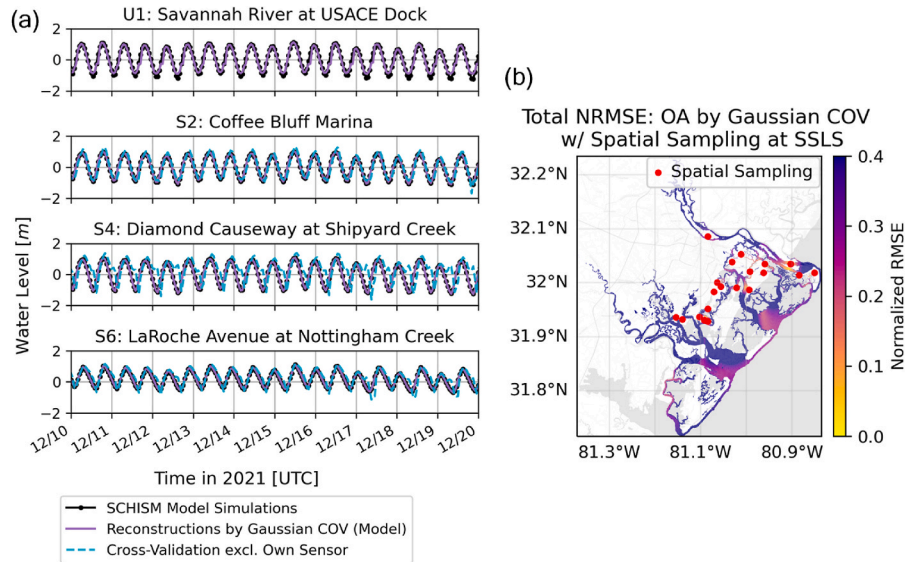 (a)
U1: Savannah River at USACE Dock
2
0
−2
S2: Coffee Bluff Marina
2
0
−2
S4: Diamond Causeway at Shipyard Creek
2
0
−2
S6: LaRoche Avenue at Nottingham Creek
2
0
−2
Water Level [m]
12/10 12/11 12/12 12/13 12/14 12/15 12/16 12/17 12/18 12/19 12/20
Time in 2021 [UTC]
SCHISM Model Simulations
Reconstructions by Gaussian COV (Model)
Cross-Validation excl. Own Sensor
(b)
Total NRMSE: OA by Gaussian COV
w/ Spatial Sampling at SSLS
Spatial Sampling
32.2°N
32.1°N
32.0°N
31.9°N
31.8°N
81.3°W 81.1°W 80.9°W
0.4
0.3
0.2
0.1
0.0
Normalized RMSE